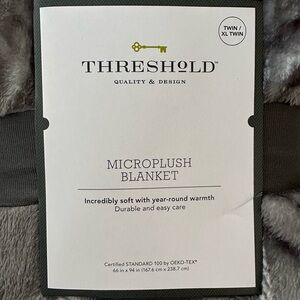 TWIN /
XL TWIN
THRESHOLD™
QUALITY & DESIGN
MICROPLUSH
BLANKET
Incredibly soft with year-round warmth
Durable and easy care
Certified STANDARD 100 by OEKO-TEX®
66 in x 94 in (167.6 cm x 238.7 cm)